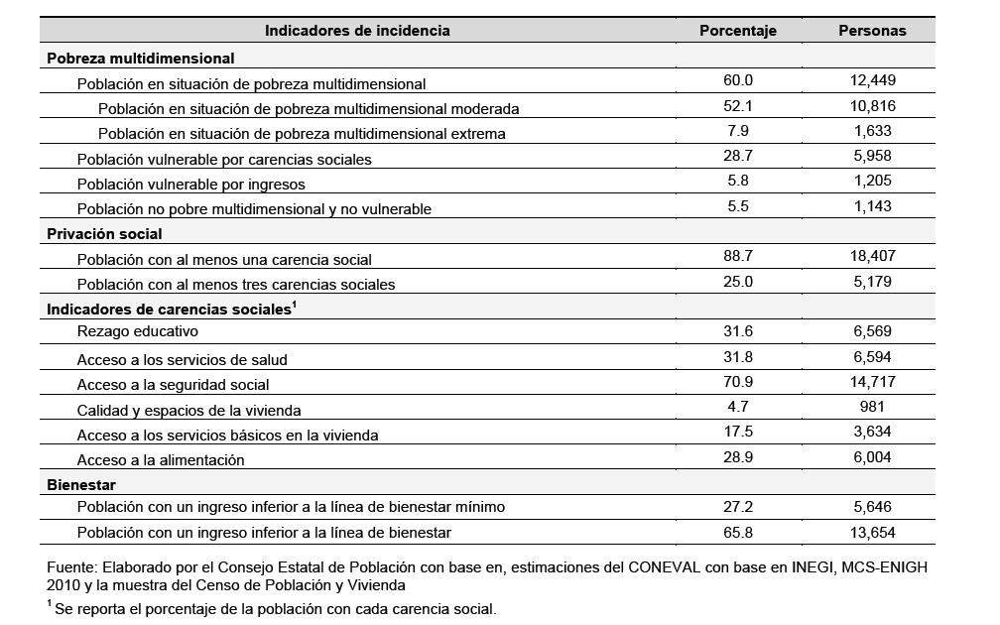 Indicadores de incidencia Porcentaje Personas
Pobreza multidimensional
Población en situación de pobreza multidimensional 60.0 12,449
Población en situación de pobreza multidimensional moderada 52.1 10,816
Población en situación de pobreza multidimensional extrema 7.9 1,633
Población vulnerable por carencias sociales 28.7 5,958
Población vulnerable por ingresos 5.8 1,205
Población no pobre multidimensional y no vulnerable 5.5 1,143
Privación social
Población con al menos una carencia social 88.7 18,407
Población con al menos tres carencias sociales 25.0 5,179
Indicadores de carencias sociales¹
Rezago educativo 31.6 6,569
Acceso a los servicios de salud 31.8 6,594
Acceso a la seguridad social 70.9 14,717
Calidad y espacios de la vivienda 4.7 981
Acceso a los servicios básicos en la vivienda 17.5 3,634
Acceso a la alimentación 28.9 6,004
Bienestar
Población con un ingreso inferior a la línea de bienestar mínimo 27.2 5,646
Población con un ingreso inferior a la línea de bienestar 65.8 13,654
Fuente: Elaborado por el Consejo Estatal de Población con base en, estimaciones del CONEVAL con base en INEGI, MCS-ENIGH
2010 y la muestra del Censo de Población y Vivienda
¹ Se reporta el porcentaje de la población con cada carencia social.